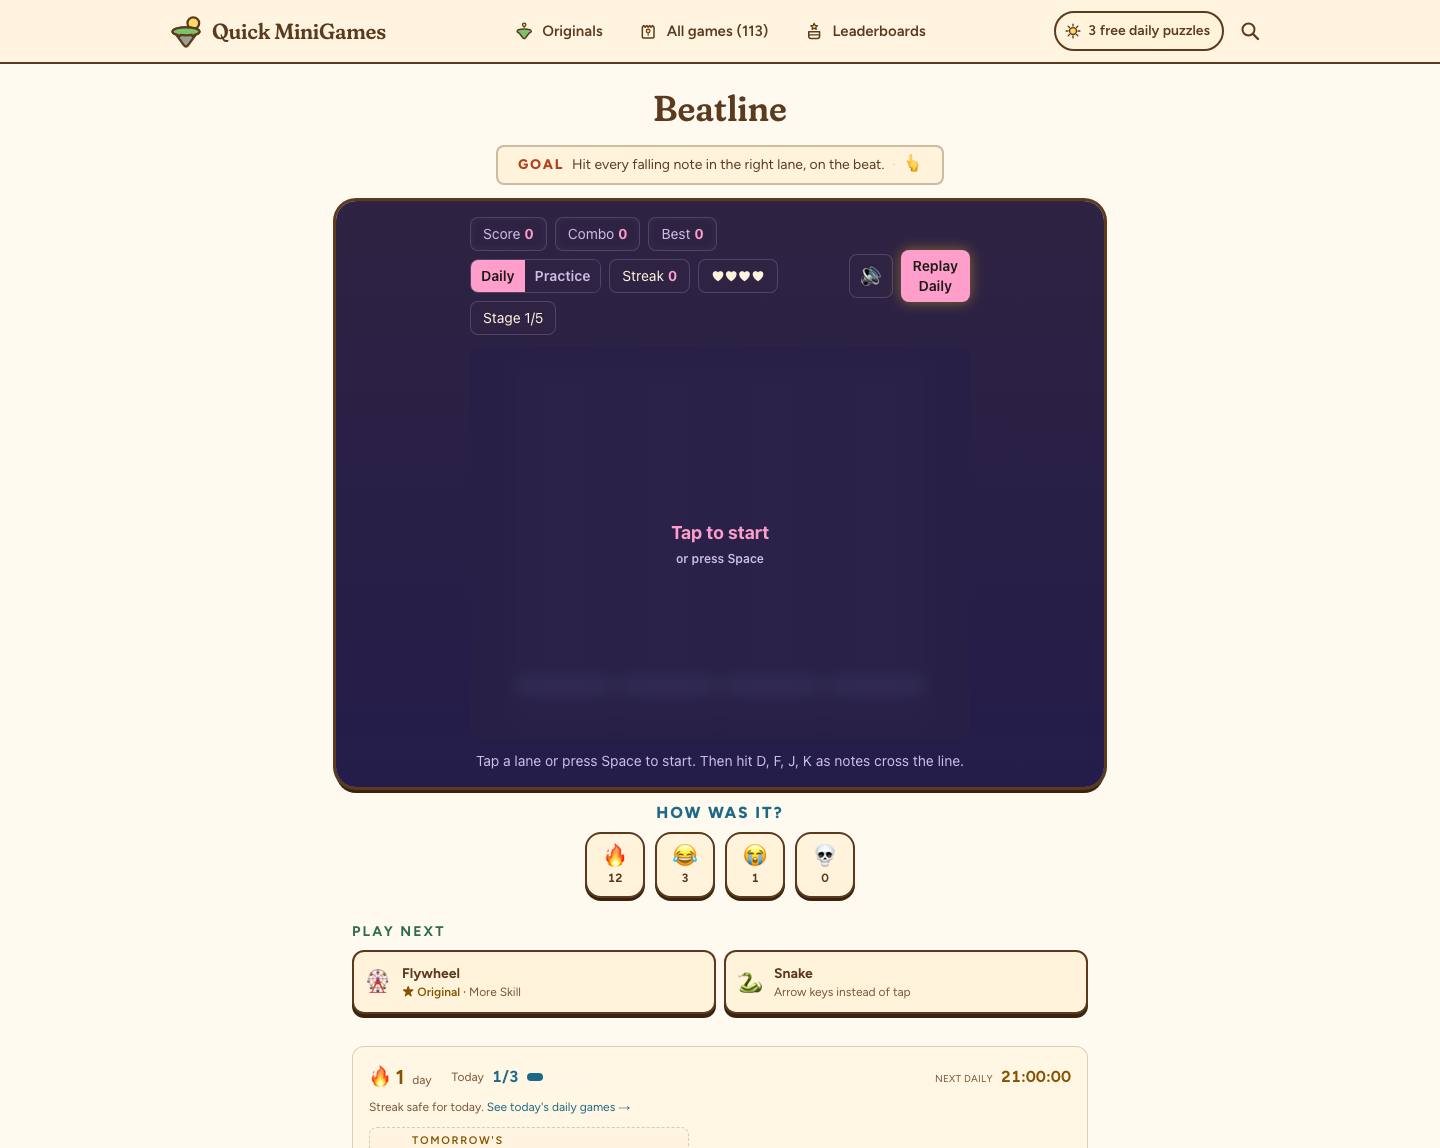 Quick MiniGames
Originals
All games (113)
Leaderboards
3 free daily puzzles
Beatline
GOAL Hit every falling note in the right lane, on the beat. ·
Score 0
Combo 0
Best 0
Daily
Practice
Streak 0
Replay
Daily
Stage 1/5
Tap to start
or press Space
Tap a lane or press Space to start. Then hit D, F, J, K as notes cross the line.
HOW WAS IT?
12
3
1
0
PLAY NEXT
Flywheel
Original · More Skill
Snake
Arrow keys instead of tap
1 day
Today 1/3
NEXT DAILY 21:00:00
Streak safe for today. See today's daily games →
TOMORROW'S